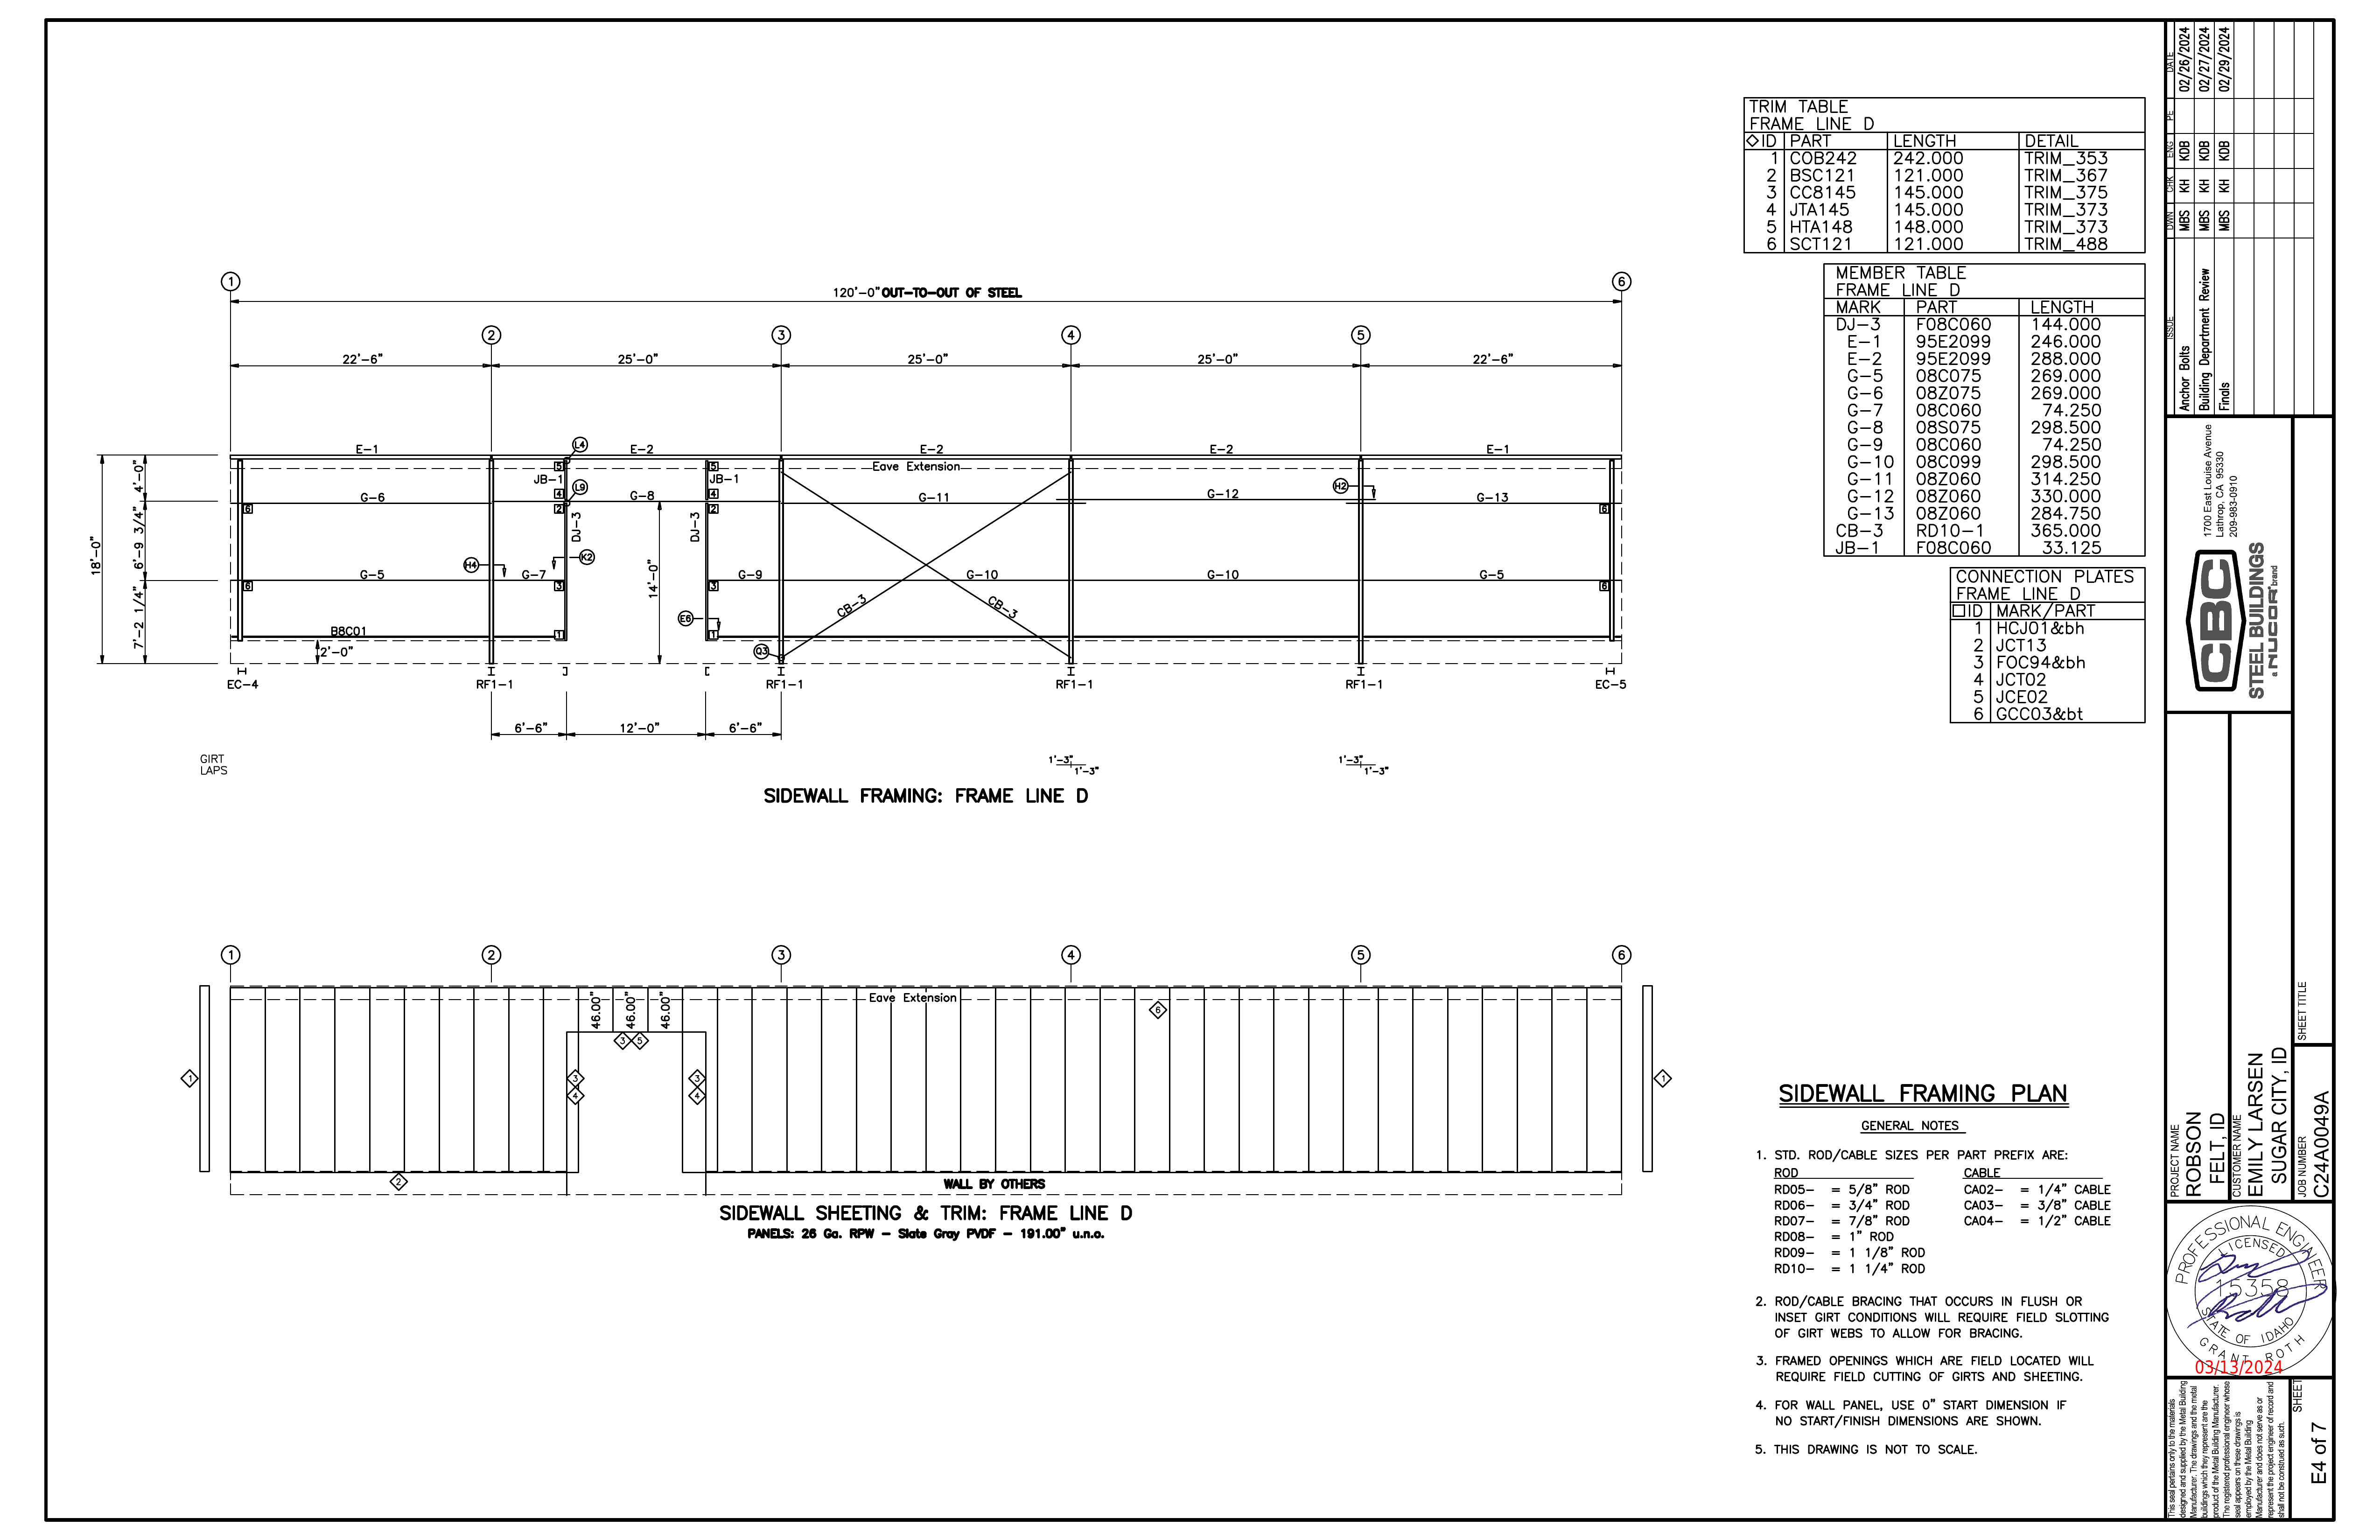 TRIM TABLE
FRAME LINE D
◇ID PART LENGTH DETAIL
1 COB242 242.000 TRIM_353
2 BSC121 121.000 TRIM_367
3 CC8145 145.000 TRIM_375
4 JTA145 145.000 TRIM_373
5 HTA148 148.000 TRIM_373
6 SCT121 121.000 TRIM_488
MEMBER TABLE
FRAME LINE D
MARK PART LENGTH
DJ-3 F08C060 144.000
E-1 95E2099 246.000
E-2 95E2099 288.000
G-5 08C075 269.000
G-6 08Z075 269.000
G-7 08C060 74.250
G-8 08S075 298.500
G-9 08C060 74.250
G-10 08C099 298.500
G-11 08Z060 314.250
G-12 08Z060 330.000
G-13 08Z060 284.750
CB-3 RD10-1 365.000
JB-1 F08C060 33.125
CONNECTION PLATES
FRAME LINE D
□ID MARK/PART
1 HCJ01&bh
2 JCT13
3 FOC94&bh
4 JCT02
5 JCE02
6 GCC03&bt
1 6
120'-0" OUT-TO-OUT OF STEEL
2 3 4 5
22'-6" 25'-0" 25'-0" 25'-0" 22'-6"
E-1 L4 E-2 E-2 E-2 E-1
4'-0" 5 5 Eave Extension
JB-1 JB-1
L9 H2
G-6 4 G-8 4 G-11 G-12 G-13
6 2 2 6
18'-0" 6'-9 3/4" DJ-3 DJ-3
H4 K2
G-5 G-7 14'-0" G-9 G-10 G-10 G-5
6 3 3 6
CB-3 CB-3
7'-2 1/4" E6
B8C01 1 1
2'-0" Q3
EC-4 RF1-1 RF1-1 RF1-1 RF1-1 EC-5
6'-6" 12'-0" 6'-6"
GIRT
LAPS
1'-3" 1'-3"
1'-3" 1'-3"
SIDEWALL FRAMING: FRAME LINE D
1 2 3 4 5 6
46.00" 46.00" 46.00" Eave Extension
6
3 5
1 3 3 1
4 4
2 WALL BY OTHERS
SIDEWALL SHEETING & TRIM: FRAME LINE D
PANELS: 26 Ga. RPW - Slate Gray PVDF - 191.00" u.n.o.
SIDEWALL FRAMING PLAN
GENERAL NOTES
1. STD. ROD/CABLE SIZES PER PART PREFIX ARE:
ROD CABLE
RD05- = 5/8" ROD CA02- = 1/4" CABLE
RD06- = 3/4" ROD CA03- = 3/8" CABLE
RD07- = 7/8" ROD CA04- = 1/2" CABLE
RD08- = 1" ROD
RD09- = 1 1/8" ROD
RD10- = 1 1/4" ROD
2. ROD/CABLE BRACING THAT OCCURS IN FLUSH OR
INSET GIRT CONDITIONS WILL REQUIRE FIELD SLOTTING
OF GIRT WEBS TO ALLOW FOR BRACING.
3. FRAMED OPENINGS WHICH ARE FIELD LOCATED WILL
REQUIRE FIELD CUTTING OF GIRTS AND SHEETING.
4. FOR WALL PANEL, USE 0" START DIMENSION IF
NO START/FINISH DIMENSIONS ARE SHOWN.
5. THIS DRAWING IS NOT TO SCALE.
ISSUE DWN CHK ENG PE DATE
Anchor Bolts MBS KH KDB 02/26/2024
Building Department Review MBS KH KDB 02/27/2024
Finals MBS KH KDB 02/29/2024
1700 East Louise Avenue
Lathrop, CA 95330
209-983-0910
CBC
STEEL BUILDINGS
a NUCOR® brand
PROJECT NAME
ROBSON
FELT, ID
CUSTOMER NAME
EMILY LARSEN
SUGAR CITY, ID
SHEET TITLE
JOB NUMBER
C24A0049A
PROFESSIONAL ENGINEER
LICENSED
15358
STATE OF IDAHO
GRANT ROTH
03/13/2024
This seal pertains only to the materials
designed and supplied by the Metal Building
Manufacturer. The drawings and the metal
buildings which they represent are the
product of the Metal Building Manufacturer.
The registered professional engineer whose
seal appears on these drawings is
employed by the Metal Building
Manufacturer and does not serve as or
represent the project engineer of record and
shall not be construed as such.
SHEET
E4 of 7